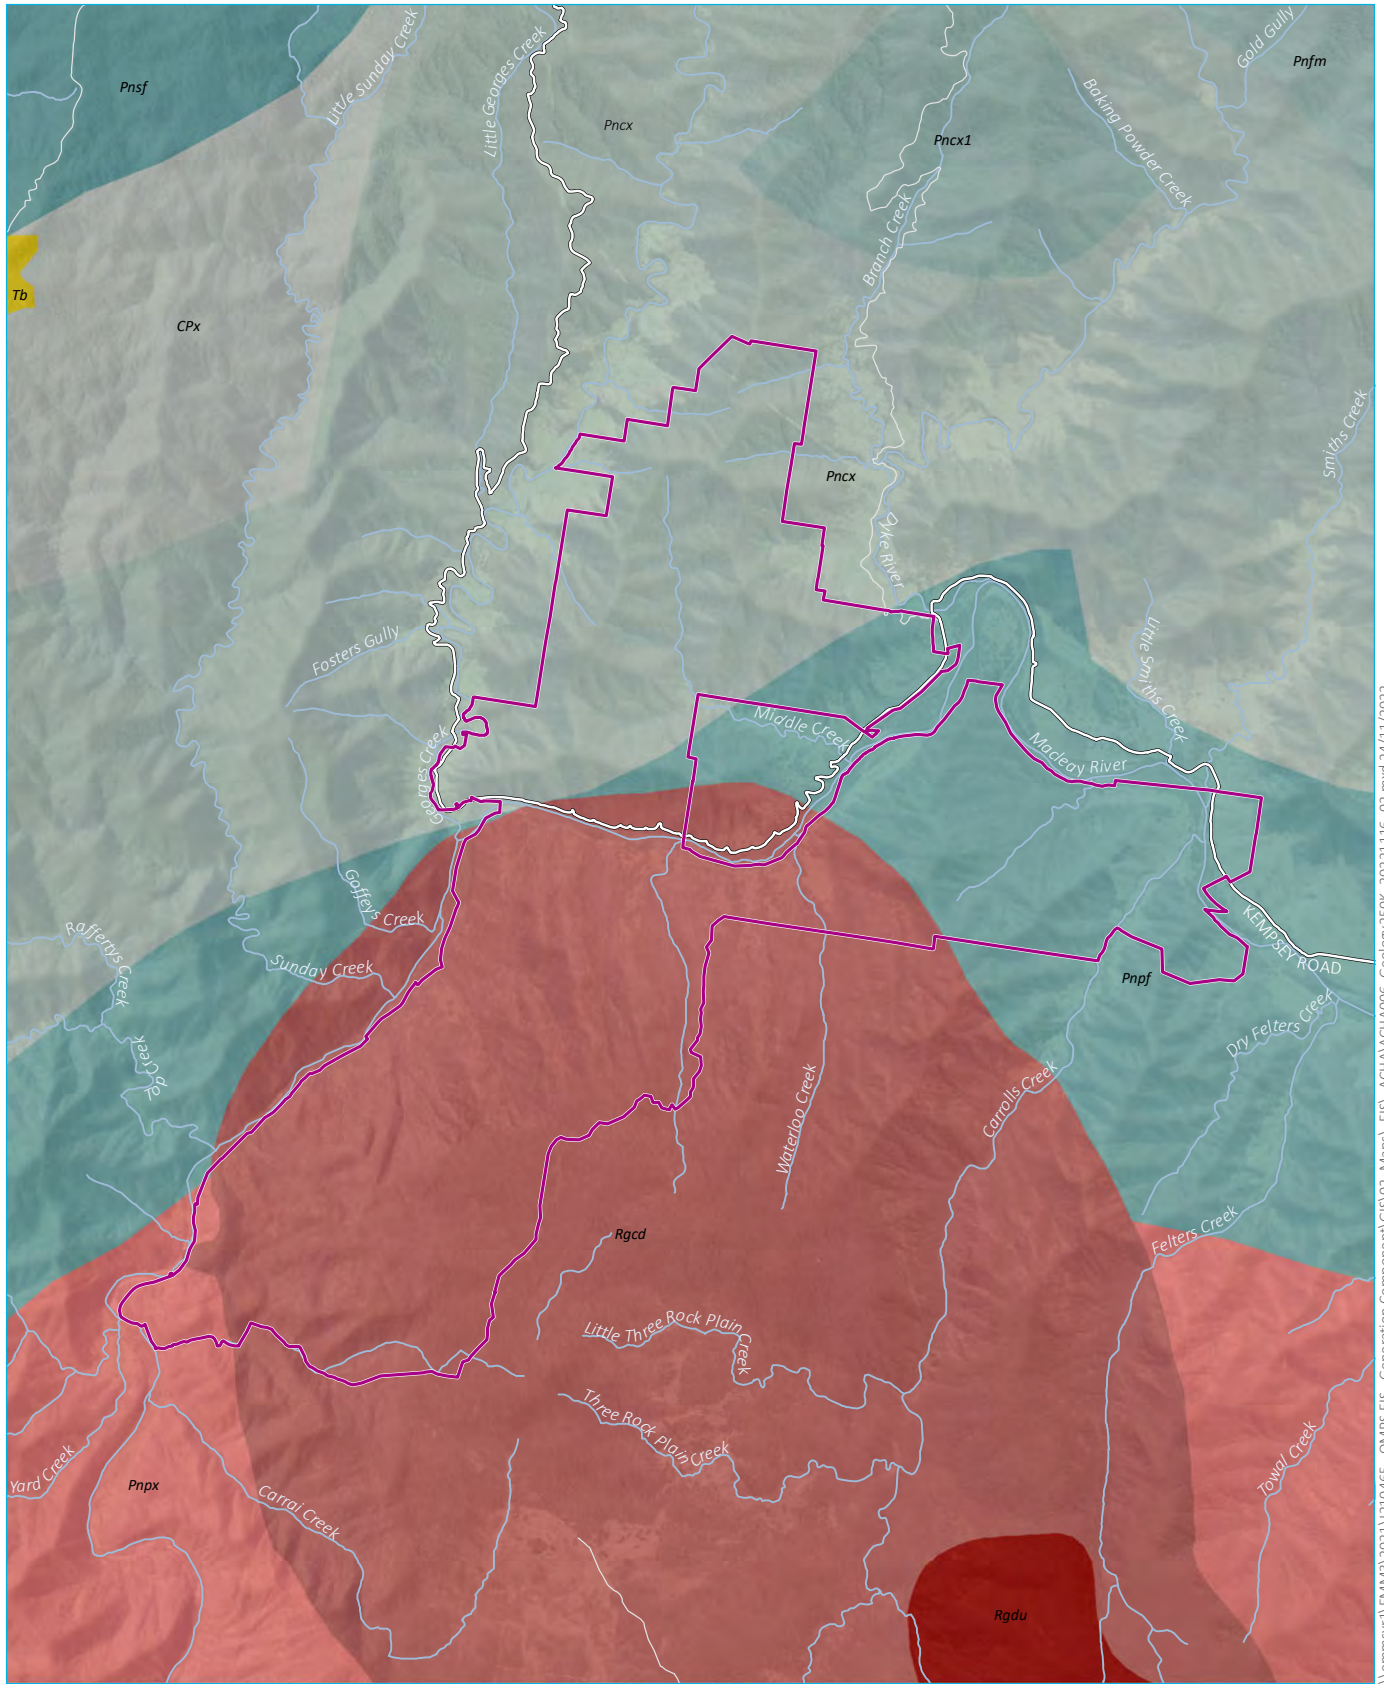 Pnsf
Little Sunday Creek
Little Georges Creek
Pncx
Pncx1
Baking Powder Creek
Gold Gully
Pnfm
Tb
CPx
Branch Creek
Smiths Creek
Pncx
Dyke River
Fosters Gully
Little Smiths Creek
Georges Creek
Middle Creek
Macleay River
Gaffeys Creek
Raffertys Creek
Sunday Creek
KEMPSEY ROAD
Pnpf
Dry Felters Creek
Top Creek
Carrolls Creek
Waterloo Creek
Rgcd
Felters Creek
Little Three Rock Plain Creek
Three Rock Plain Creek
Yard Creek
Pnpx
Carrai Creek
Towal Creek
Rgdu